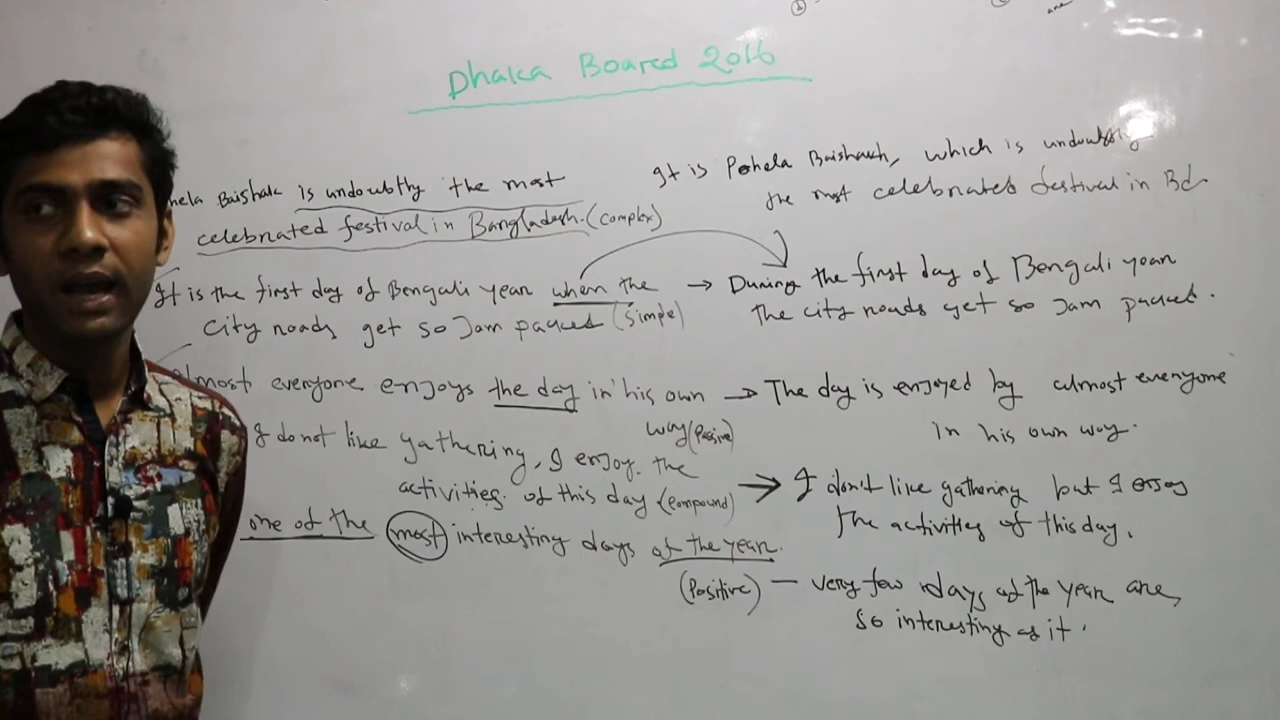 Dhaka Board 2016
hela Baishak is undoubtly the most
celebrated festival in Bangladesh. (complex)
It is Pohela Baishakh, which is undoubtly
the most celebrated festival in Bd
It is the first day of Bengali year when the
city roads get so Jam packed (Simple)
→ During the first day of Bengali year
the city roads get so Jam packed.
almost everyone enjoys the day in his own
way (Passive)
→ The day is enjoyed by almost everyone
in his own way.
I do not like gathering, I enjoy the
activities of this day (compound)
→ I don't like gathering but I enjoy
the activities of this day.
one of the most interesting days of the year.
(Positive) — very few days of the year are
so interesting as it.